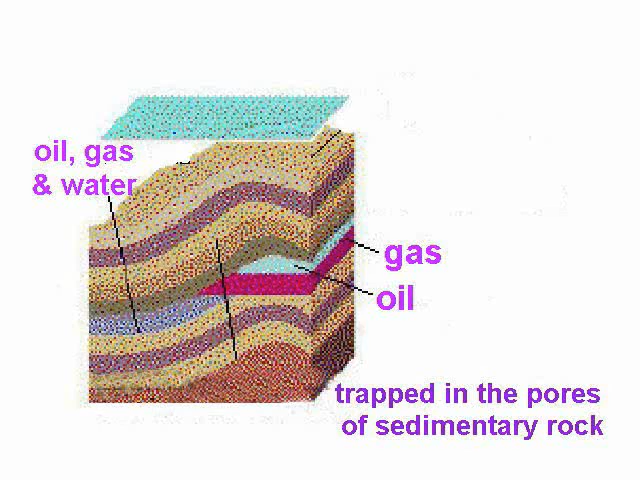 oil, gas
& water
gas
oil
trapped in the pores
of sedimentary rock